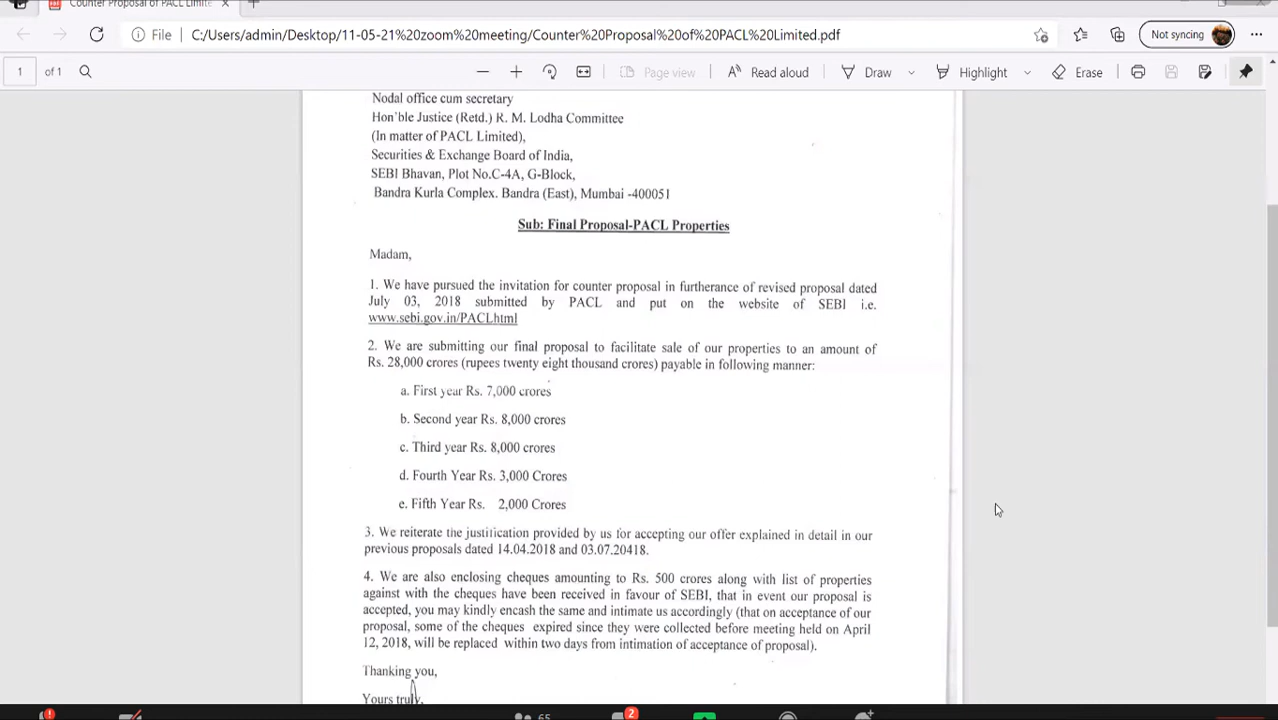 Counter Proposal of PACL Limite
File
C:/Users/admin/Desktop/11-05-21%20zoom%20meeting/Counter%20Proposal%20of%20PACL%20Limited.pdf
Not syncing
1 of 1
Page view
Read aloud
Draw
Highlight
Erase
Nodal office cum secretary
Hon'ble Justice (Retd.) R. M. Lodha Committee
(In matter of PACL Limited),
Securities & Exchange Board of India,
SEBI Bhavan, Plot No.C-4A, G-Block,
Bandra Kurla Complex. Bandra (East), Mumbai -400051
Sub: Final Proposal-PACL Properties
Madam,
1. We have pursued the invitation for counter proposal in furtherance of revised proposal dated
July 03, 2018 submitted by PACL and put on the website of SEBI i.e.
www.sebi.gov.in/PACLhtml
2. We are submitting our final proposal to facilitate sale of our properties to an amount of
Rs. 28,000 crores (rupees twenty eight thousand crores) payable in following manner:
a. First year Rs. 7,000 crores
b. Second year Rs. 8,000 crores
c. Third year Rs. 8,000 crores
d. Fourth Year Rs. 3,000 Crores
e. Fifth Year Rs. 2,000 Crores
3. We reiterate the justification provided by us for accepting our offer explained in detail in our
previous proposals dated 14.04.2018 and 03.07.20418.
4. We are also enclosing cheques amounting to Rs. 500 crores along with list of properties
against with the cheques have been received in favour of SEBI, that in event our proposal is
accepted, you may kindly encash the same and intimate us accordingly (that on acceptance of our
proposal, some of the cheques expired since they were collected before meeting held on April
12, 2018, will be replaced within two days from intimation of acceptance of proposal).
Thanking you,
Yours truly,
65
2